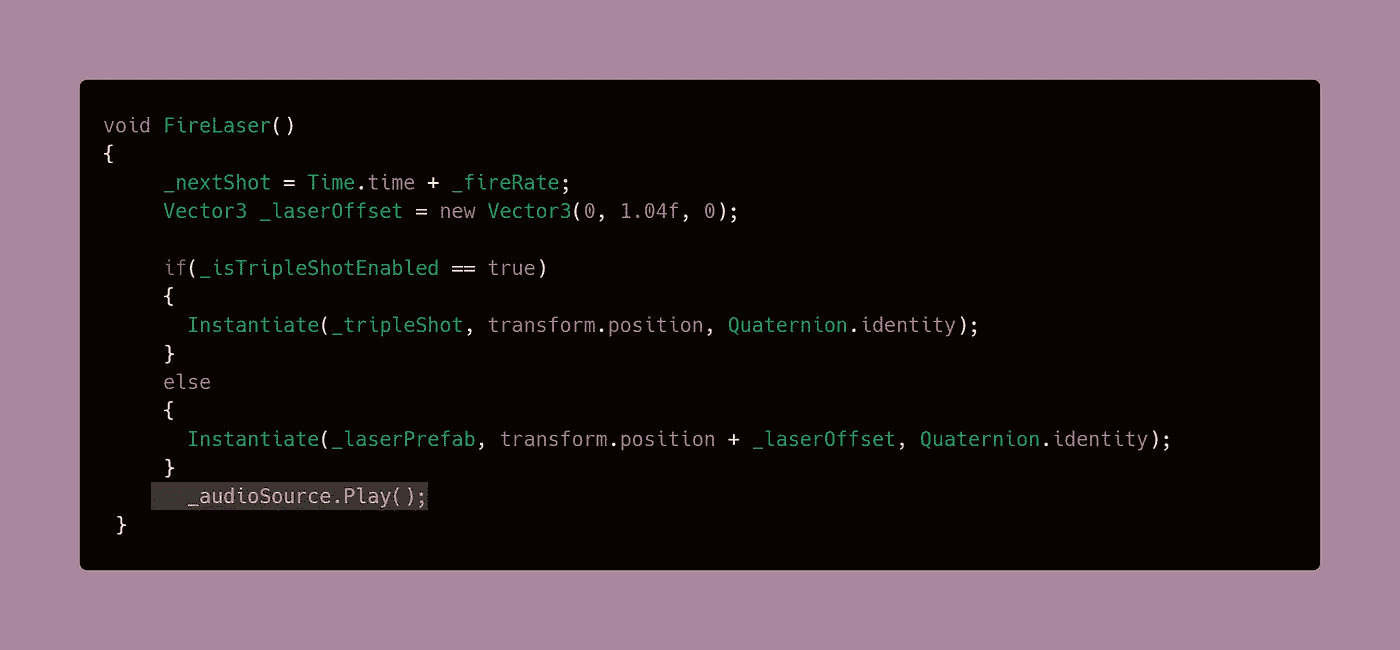 void FireLaser()
{
_nextShot = Time.time + _fireRate;
Vector3 _laserOffset = new Vector3(0, 1.04f, 0);
if(_isTripleShotEnabled == true)
{
Instantiate(_tripleShot, transform.position, Quaternion.identity);
}
else
{
Instantiate(_laserPrefab, transform.position + _laserOffset, Quaternion.identity);
}
_audioSource.Play();
}